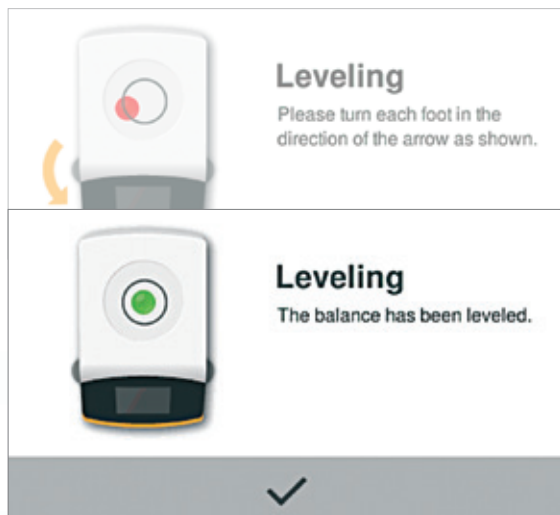 Leveling
Please turn each foot in the
direction of the arrow as shown.
Leveling
The balance has been leveled.